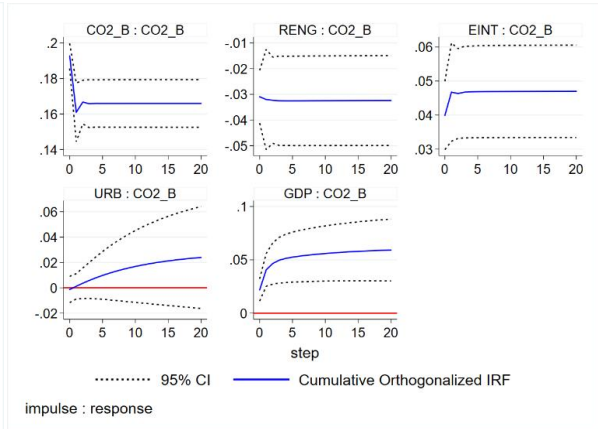 CO2_B : CO2_B
RENG : CO2_B
EINT : CO2_B
.2
.18
.16
.14
0 5 10 15 20
-.01
-.02
-.03
-.04
-.05
0 5 10 15 20
.06
.05
.04
.03
0 5 10 15 20
URB : CO2_B
GDP : CO2_B
.06
.04
.02
0
-.02
0 5 10 15 20
.1
.05
0
0 5 10 15 20
step
95% CI
Cumulative Orthogonalized IRF
impulse : response